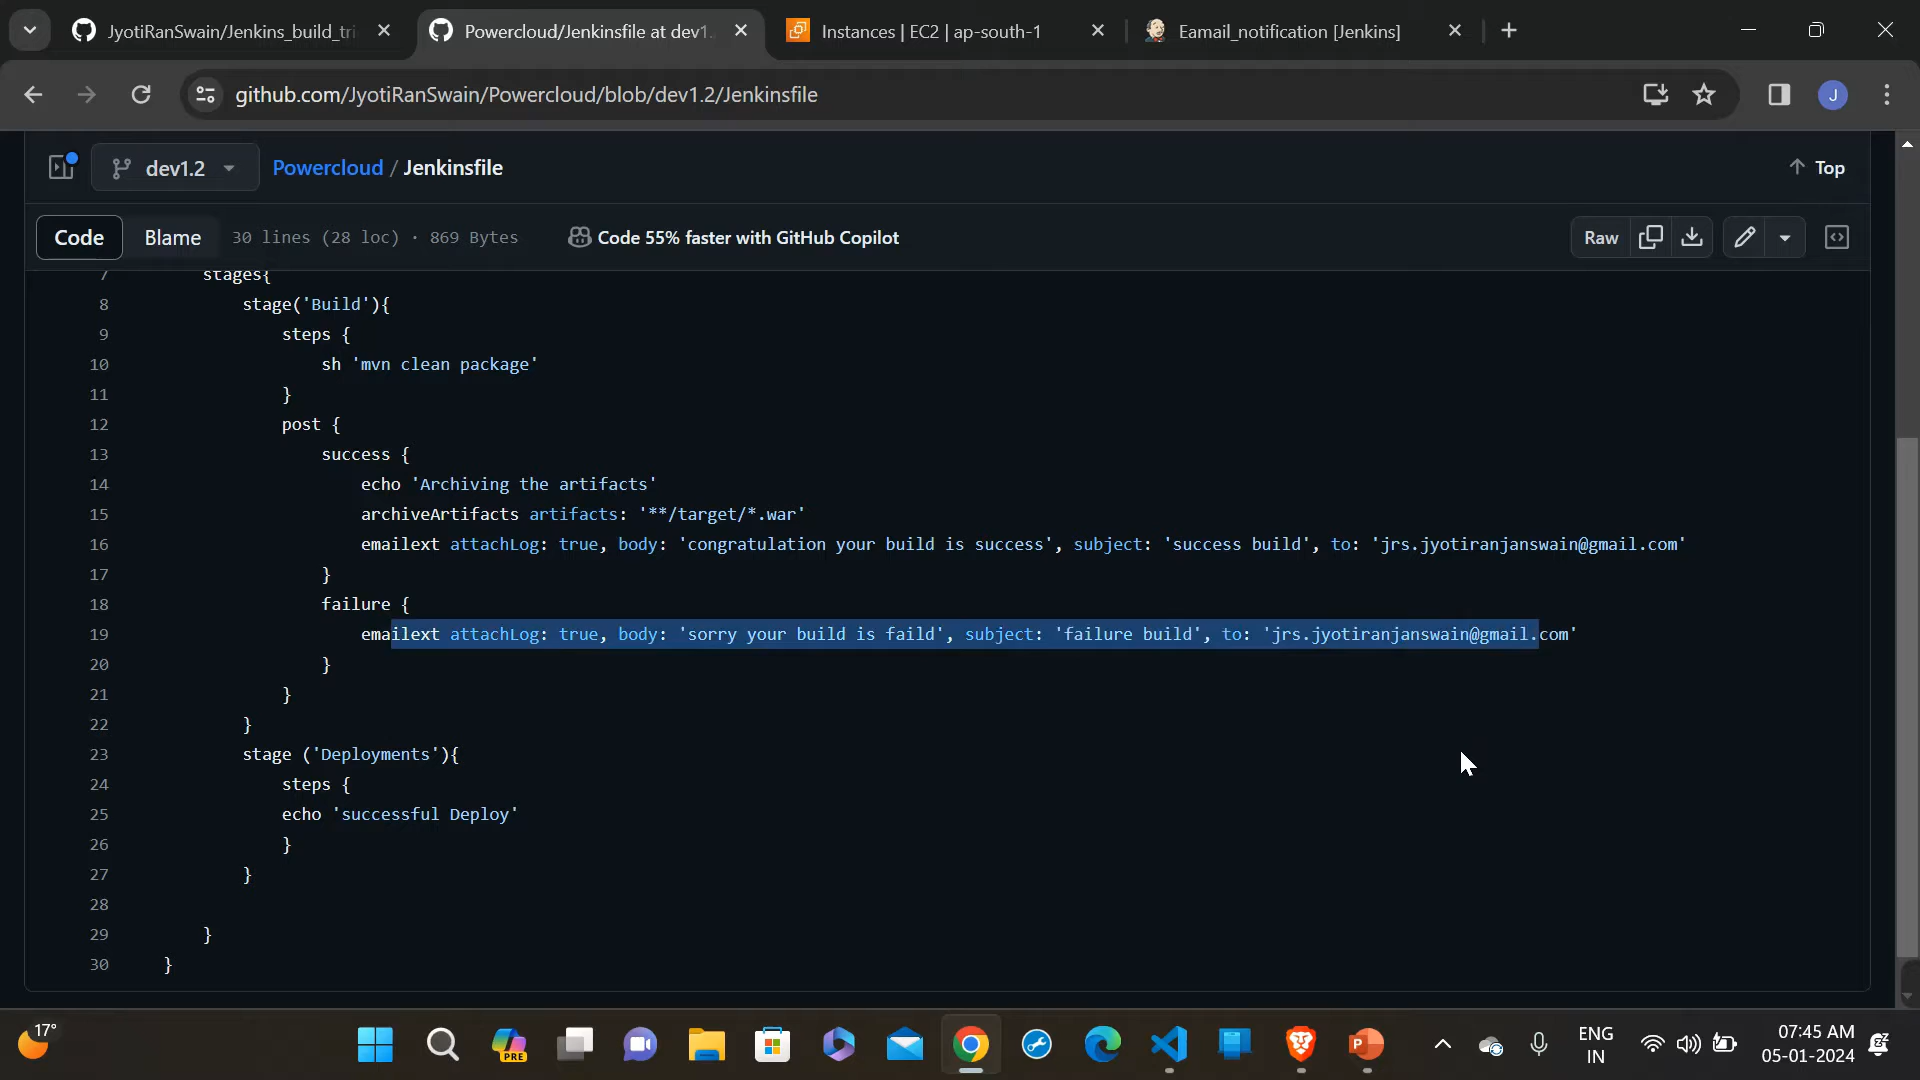 JyotiRanSwain/Jenkins_build_tri
Powercloud/Jenkinsfile at dev1.
Instances | EC2 | ap-south-1
Eamail_notification [Jenkins]
github.com/JyotiRanSwain/Powercloud/blob/dev1.2/Jenkinsfile
J
dev1.2
Powercloud / Jenkinsfile
Top
Code
Blame
30 lines (28 loc) · 869 Bytes
Code 55% faster with GitHub Copilot
Raw
7 stages{
8 stage('Build'){
9 steps {
10 sh 'mvn clean package'
11 }
12 post {
13 success {
14 echo 'Archiving the artifacts'
15 archiveArtifacts artifacts: '**/target/*.war'
16 emailext attachLog: true, body: 'congratulation your build is success', subject: 'success build', to: 'jrs.jyotiranjanswain@gmail.com'
17 }
18 failure {
19 emailext attachLog: true, body: 'sorry your build is faild', subject: 'failure build', to: 'jrs.jyotiranjanswain@gmail.com'
20 }
21 }
22 }
23 stage ('Deployments'){
24 steps {
25 echo 'successful Deploy'
26 }
27 }
28
29 }
30 }
17°
PRE
P
ENG
IN
07:45 AM
05-01-2024